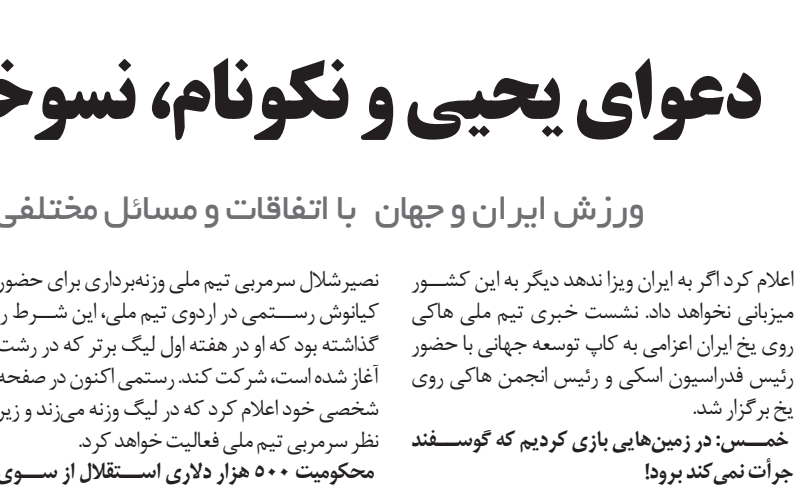 دعوای یحیی و نکونام، نسوخ
ورزش ایران و جهان با اتفاقات و مسائل مختلفی
اعلام کرد اگر به ایران ویزا ندهد دیگر به این کشـــور
میزبانی نخواهد داد. نشست خبری تیم ملی هاکی
روی یخ ایران اعزامی به کاپ توسعه جهانی با حضور
رئیس فدراسیون اسکی و رئیس انجمن هاکی روی
یخ برگزار شد.
خمـــس: در زمین‌هایی بازی کردیم که گوســـفند
جرأت نمی‌کند برود!
نصیرشلال سرمربی تیم ملی وزنه‌برداری برای حضور
کیانوش رســـتمی در اردوی تیم ملی، این شـــرط ر
گذاشته بود که او در هفته اول لیگ برتر که در رشت
آغاز شده است، شرکت کند. رستمی اکنون در صفحه
شخصی خود اعلام کرد که در لیگ وزنه می‌زند و زیر
نظر سرمربی تیم ملی فعالیت خواهد کرد.
محکومیت ۵۰۰ هزار دلاری اســـتقلال از ســـوی